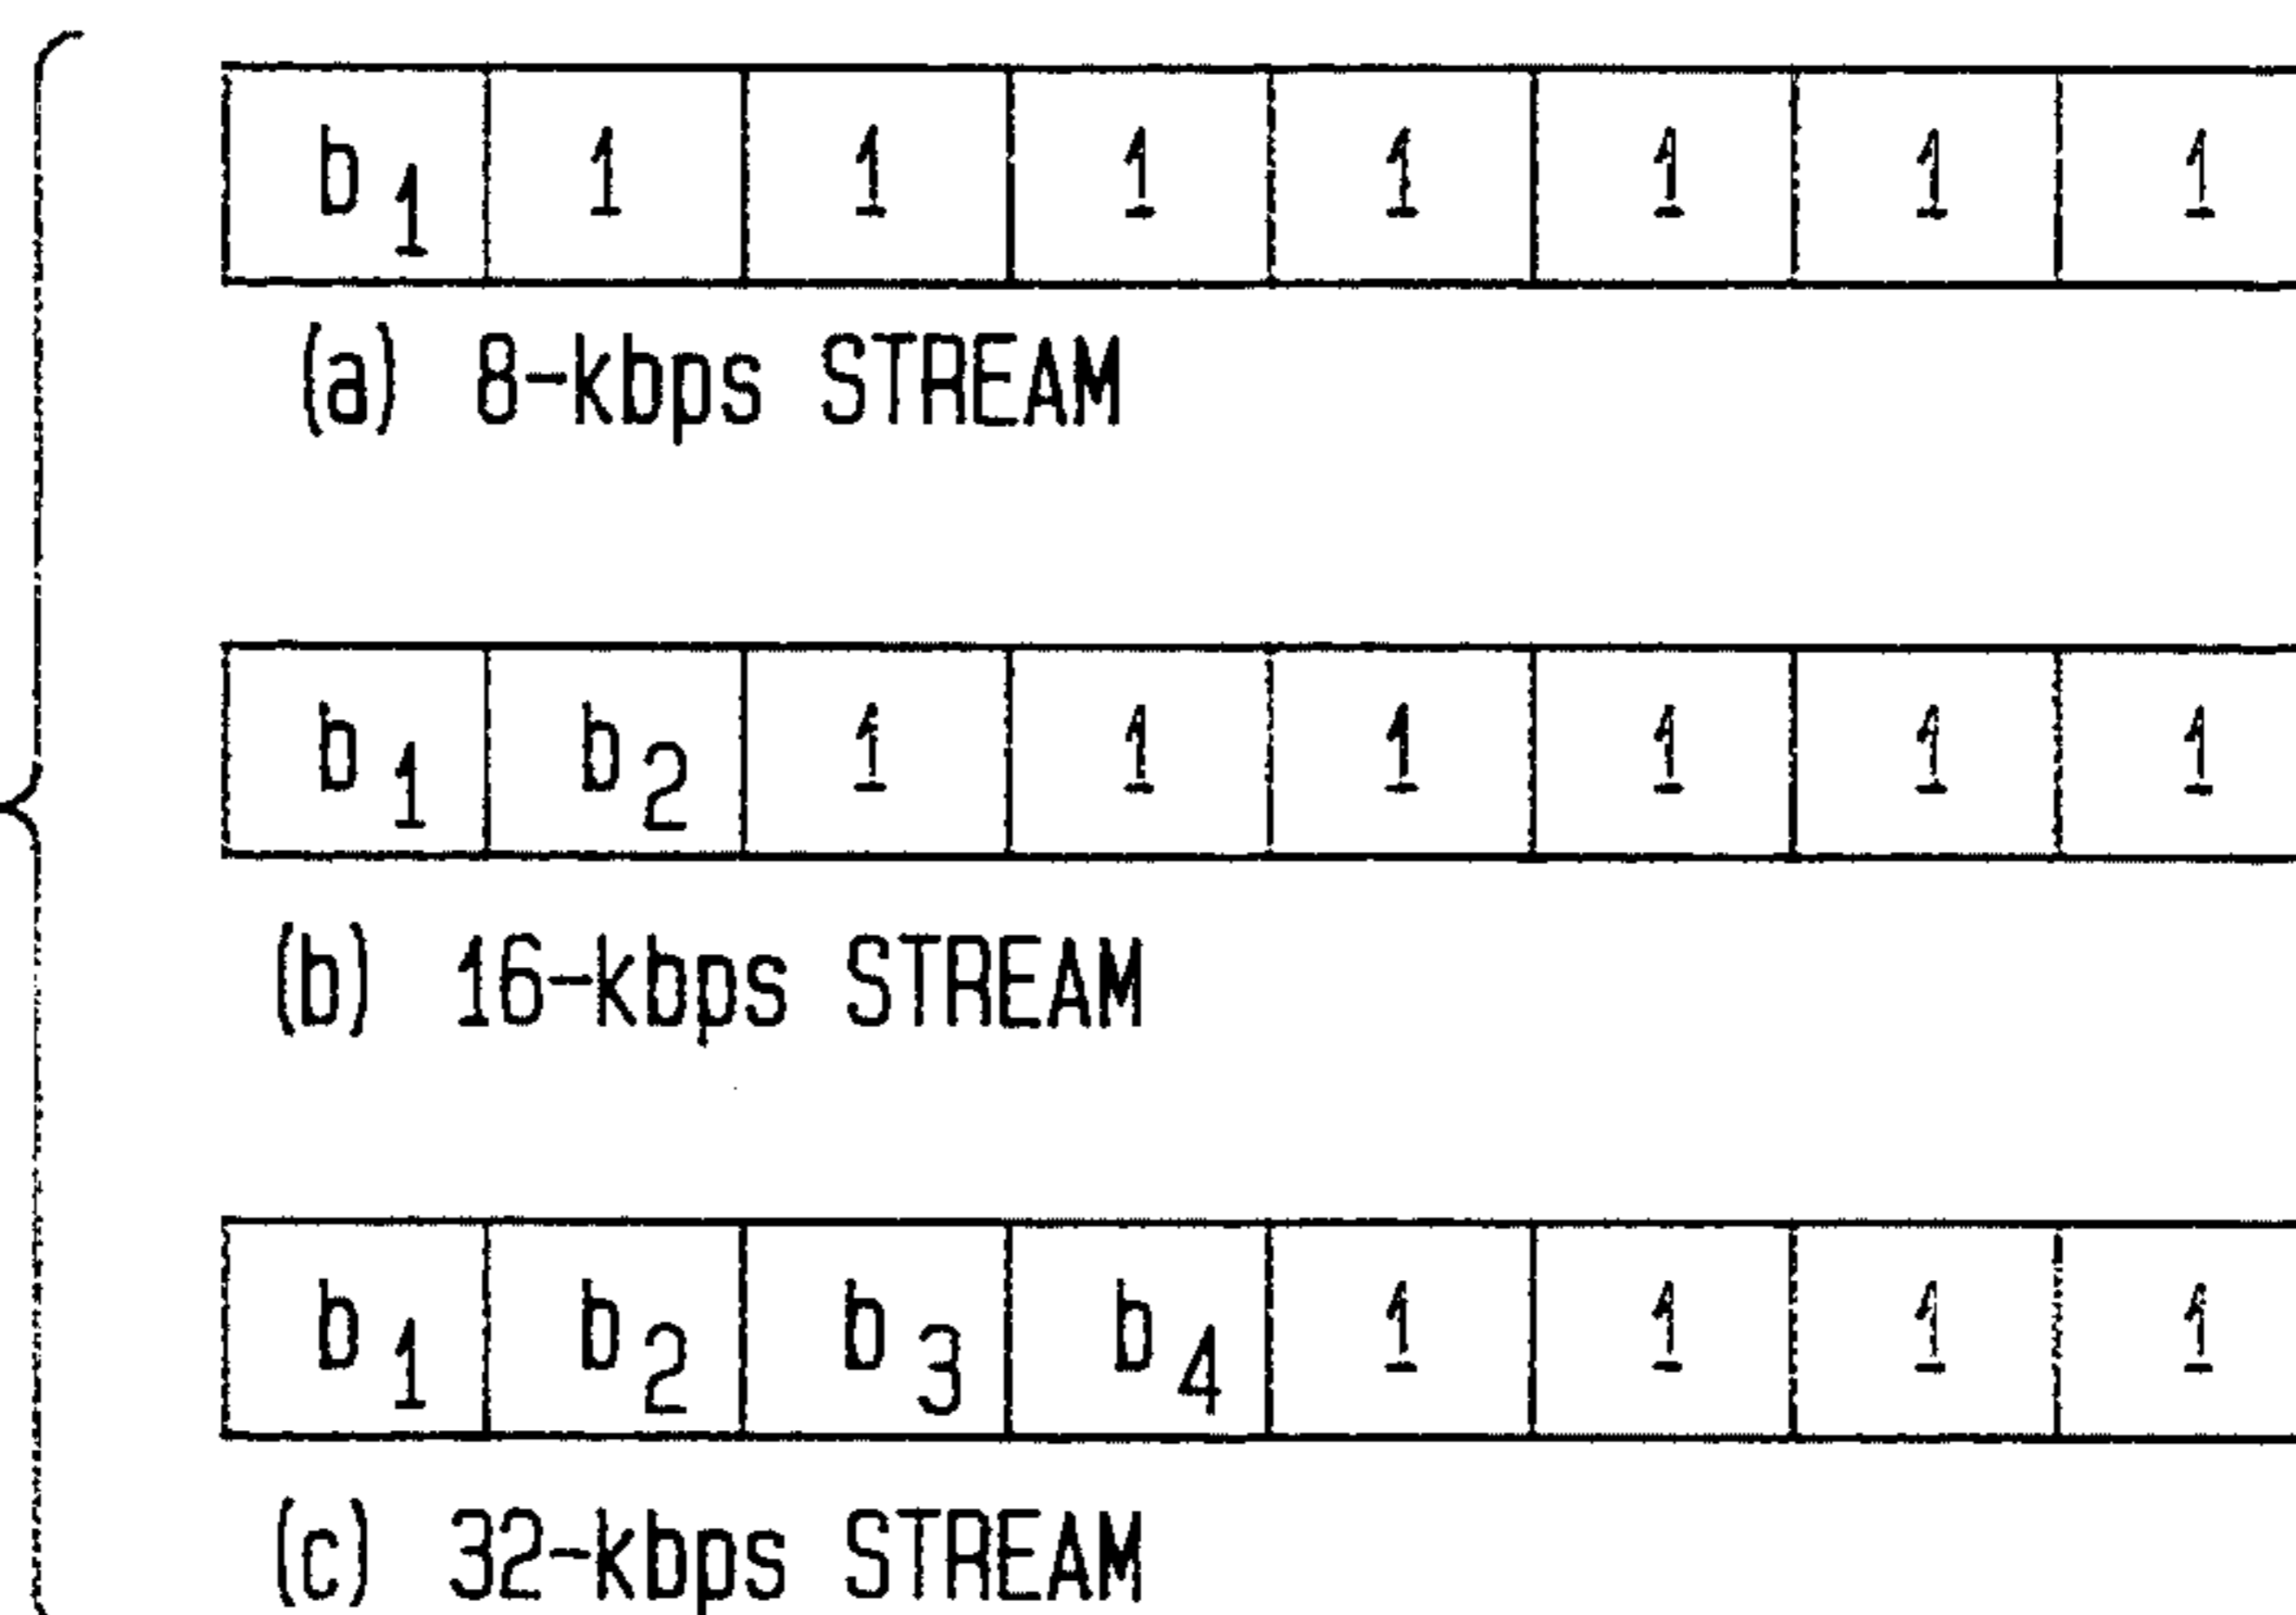 b1 1 1 1 1 1 1 1
(a) 8-kbps STREAM
b1 b2 1 1 1 1 1 1
(b) 16-kbps STREAM
b1 b2 b3 b4 1 1 1 1
(c) 32-kbps STREAM